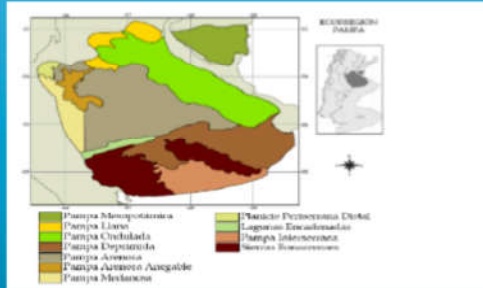 ECORREGION
PAMPA
Pampa Mesopotámica
Pampa Llana
Pampa Ondulada
Pampa Deprimida
Pampa Arenosa
Pampa Arenosa Anegable
Pampa Medanosa
Planicie Periserrana Distal
Lagunas Encadenadas
Pampa Interserrana
Sierras Bonaerenses